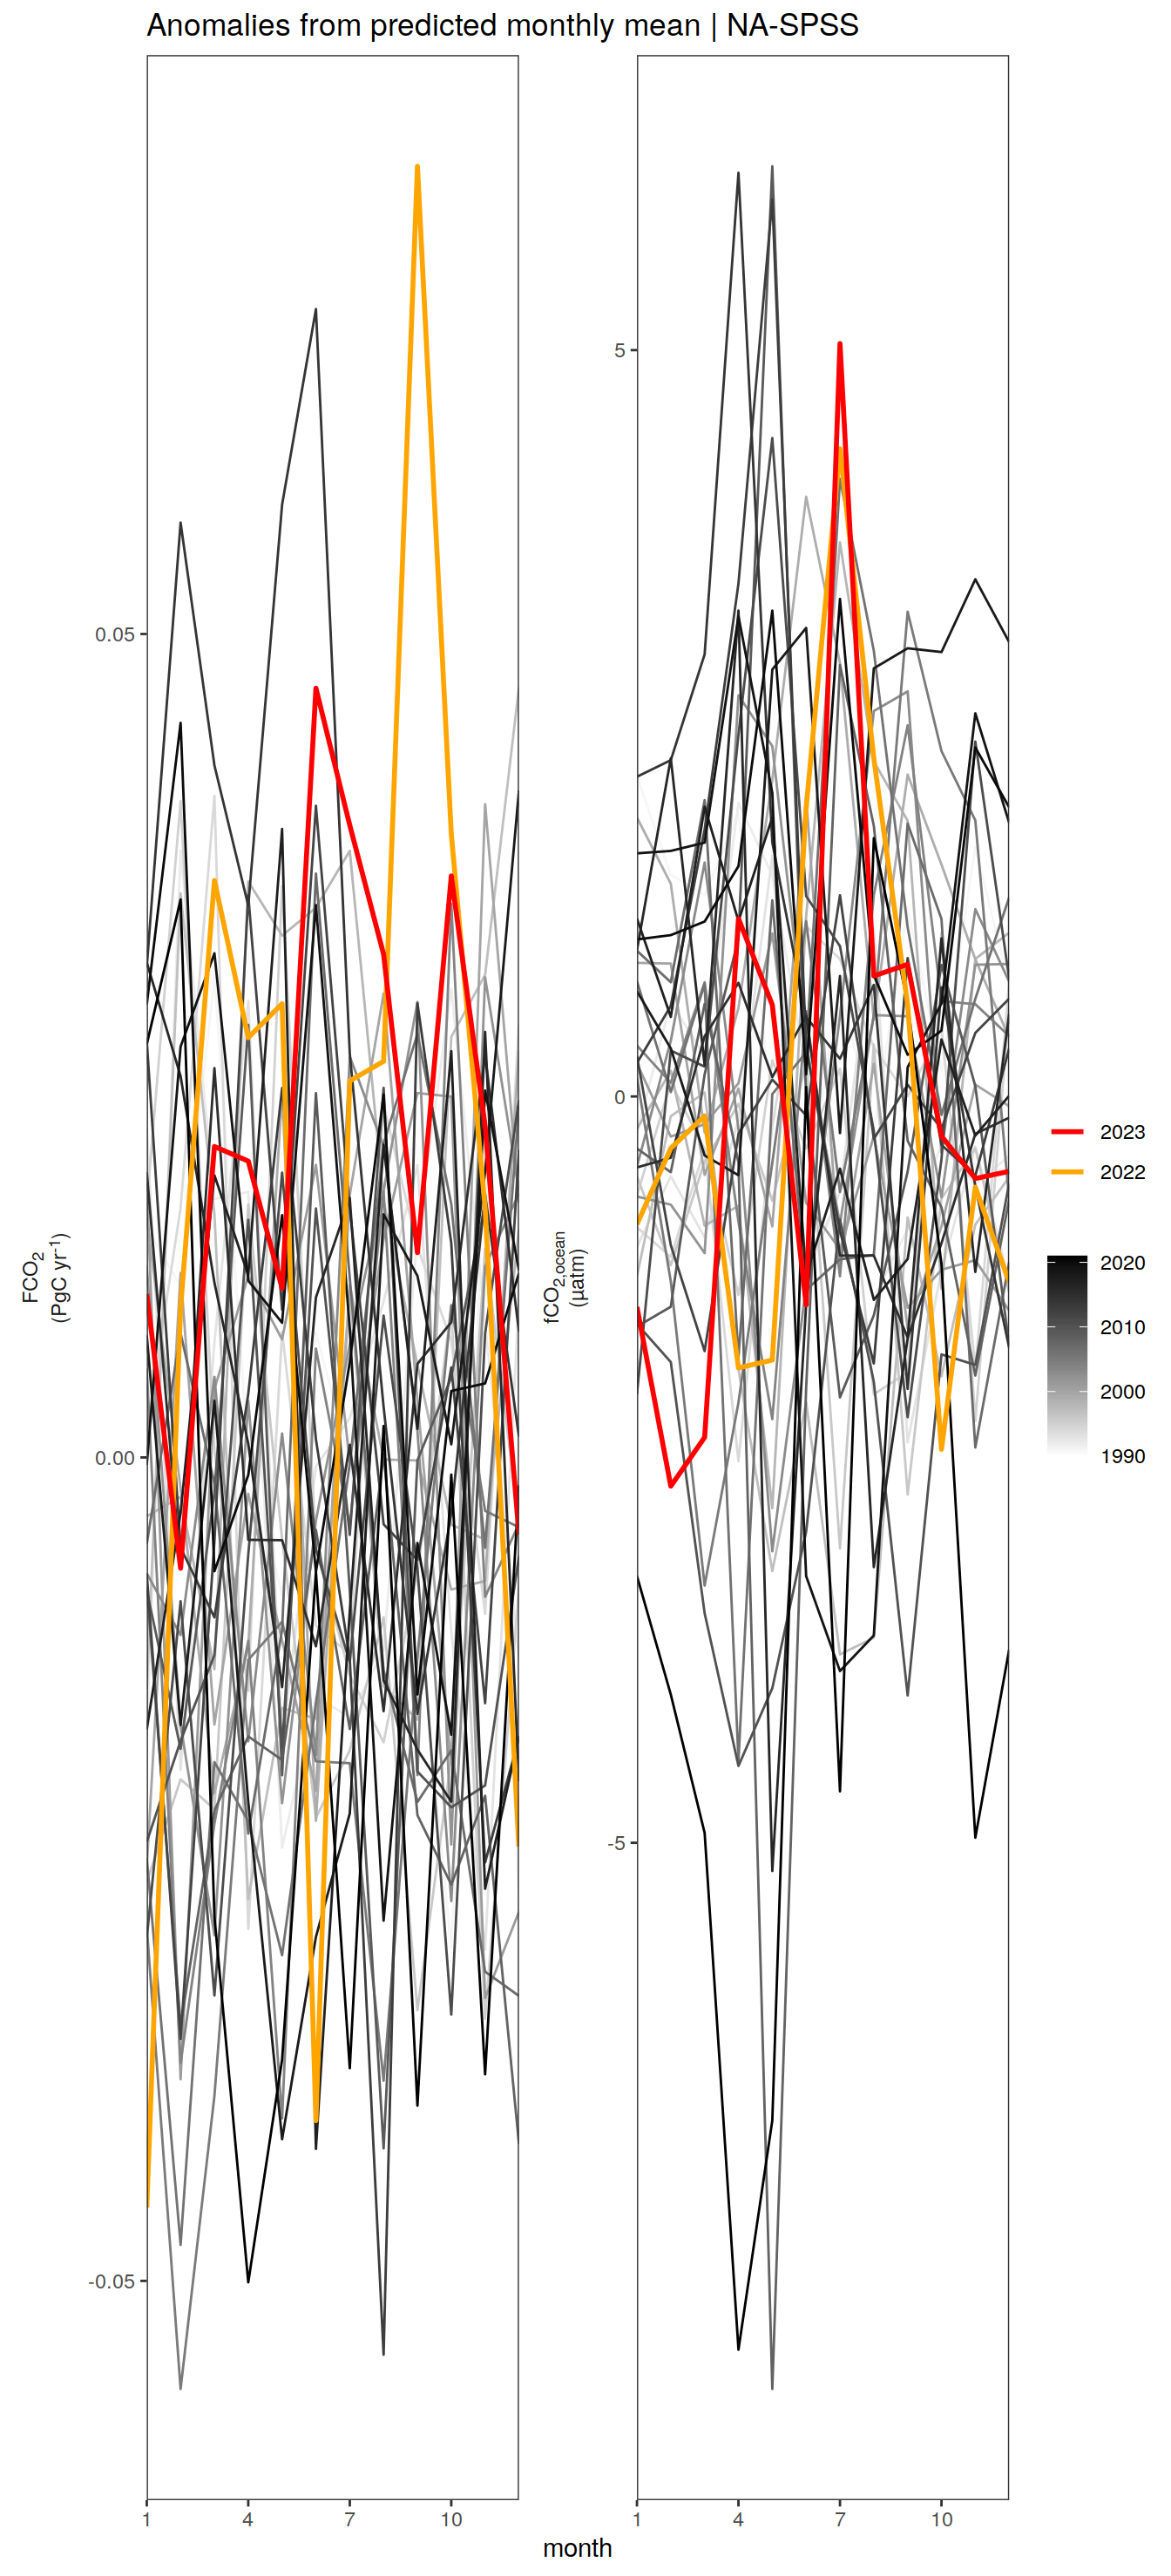 Anomalies from predicted monthly mean | NA-SPSS
FCO₂
(PgC yr⁻¹)
0.05
0.00
-0.05
1 4 7 10
fCO₂,ocean
(µatm)
5
0
-5
1 4 7 10
month
2023
2022
2020
2010
2000
1990